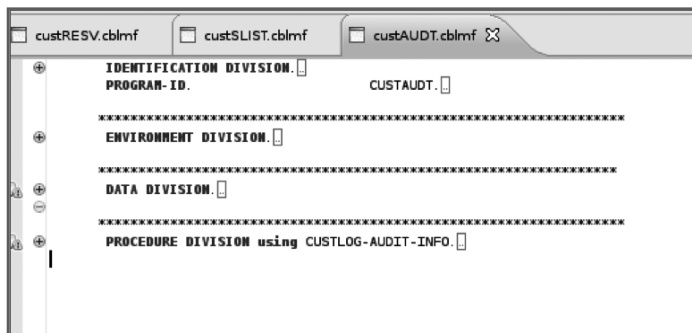 custRESV.cblmf custSLIST.cblmf custAUDT.cblmf
IDENTIFICATION DIVISION...
PROGRAM-ID. CUSTAUDT...
******************************************************************
ENVIRONMENT DIVISION...
*****************************************************************
DATA DIVISION...
******************************************************************
PROCEDURE DIVISION using CUSTLOG-AUDIT-INFO...